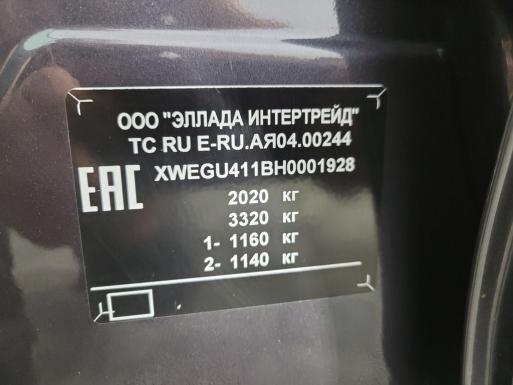 ООО "ЭЛЛАДА ИНТЕРТРЕЙД"
ТС RU E-RU.АЯ04.00244
XWEGU411BH0001928
EAC
2020 кг
3320 кг
1- 1160 кг
2- 1140 кг